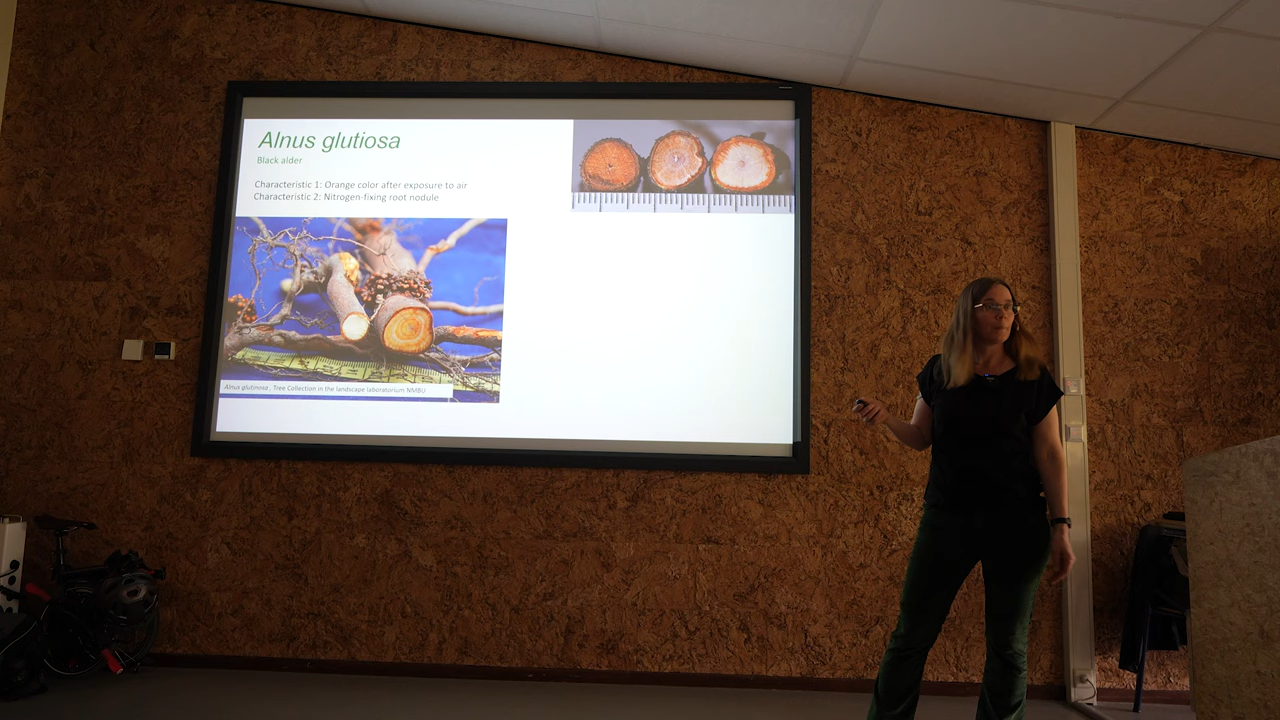 Alnus glutiosa
Black alder
Characteristic 1: Orange color after exposure to air
Characteristic 2: Nitrogen-fixing root nodule
Alnus glutinosa , Tree Collection in the landscape laboratorium NMBU